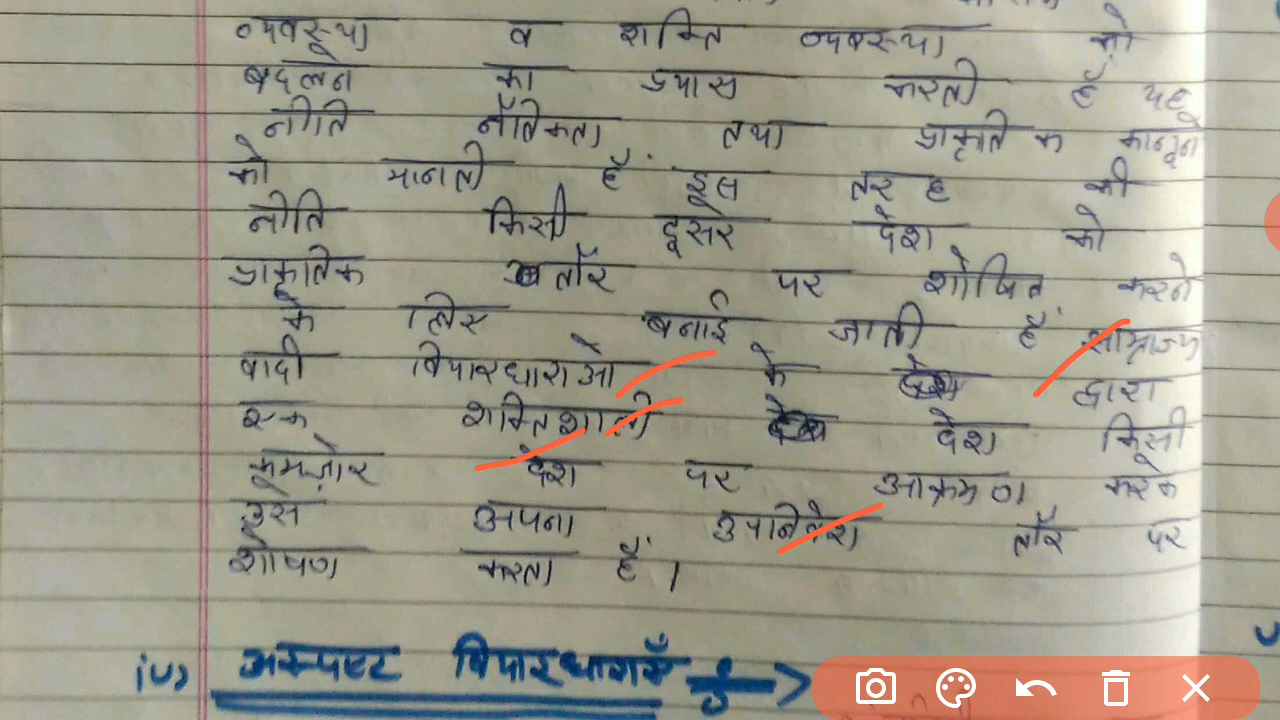 व्यवस्था व शक्ति व्यवस्था को
बदलने का प्रयास करती हैं यह
नीति नैतिकता तथा प्राकृतिक कानून
को मानती हैं इस तरह की
नीति किसी दूसरे देश को
प्राकृतिक तौर पर शोषित करने
के लिए बनाई जाती हैं साम्राज्य
वादी विचारधाराओ के द्वारा
एक शक्तिशाली देश किसी
कमज़ोर देश पर आक्रमण करके
उसे अपना उपनिवेश तौर पर
शोषण करता हैं।
iv) अस्पष्ट विचारधाराएँ